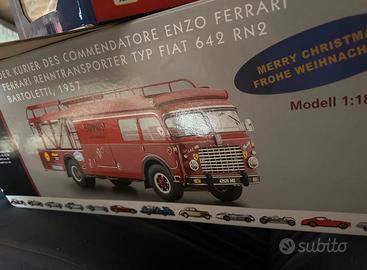 DER KURIER DES COMMENDATORE ENZO FERRARI
FERRARI RENNTRANSPORTER TYP FIAT 642 RN2
BARTOLETTI, 1957
MERRY CHRISTMA
FROHE WEIHNACH
Modell 1:18
subito